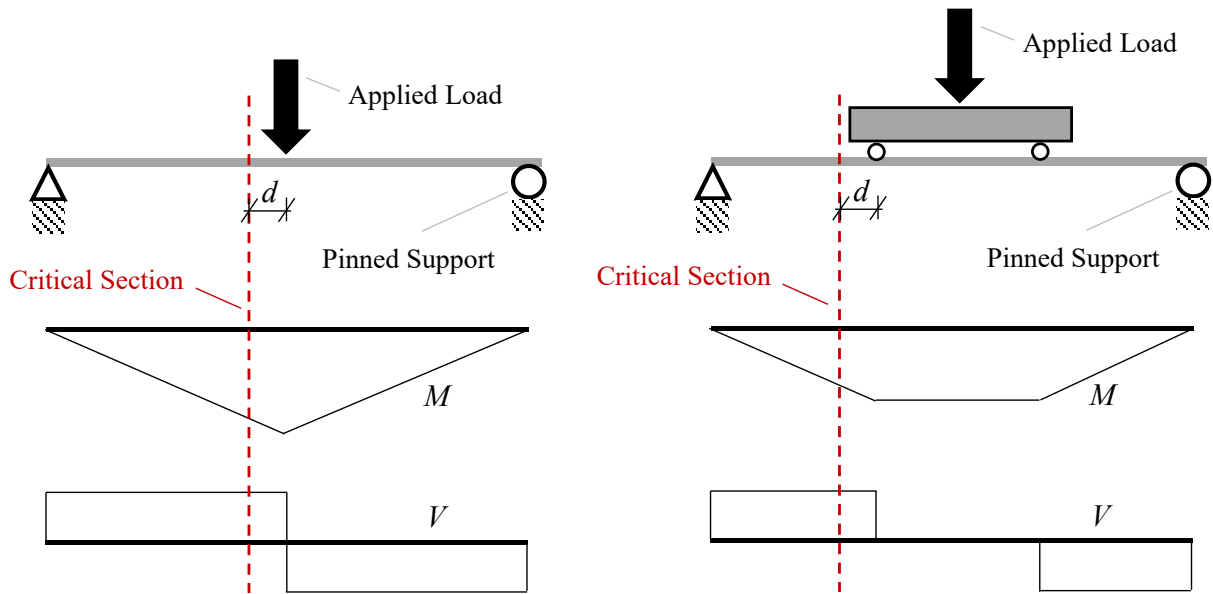 Applied Load
d
Pinned Support
Critical Section
M
V
Applied Load
d
Pinned Support
Critical Section
M
V